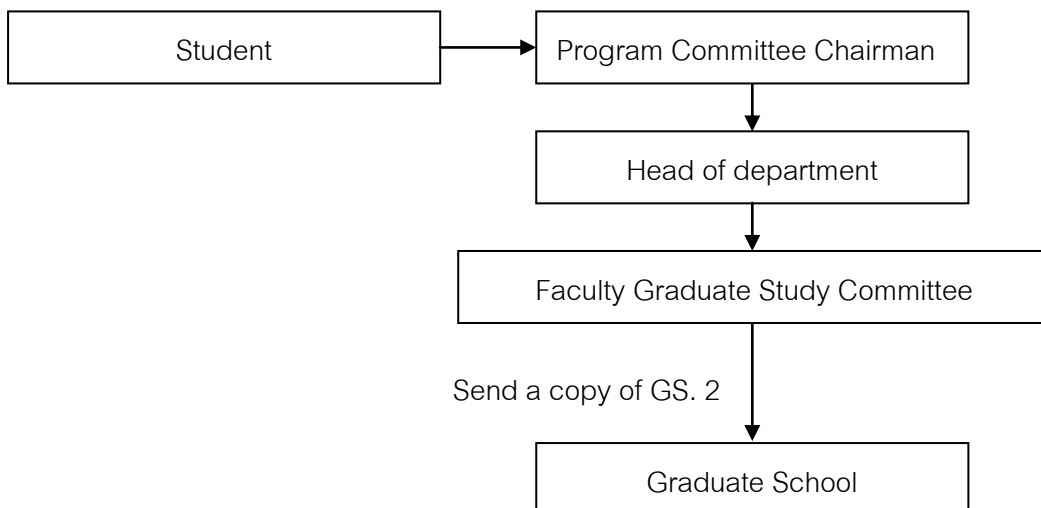 Student
Program Committee Chairman
Head of department
Faculty Graduate Study Committee
Send a copy of GS. 2
Graduate School